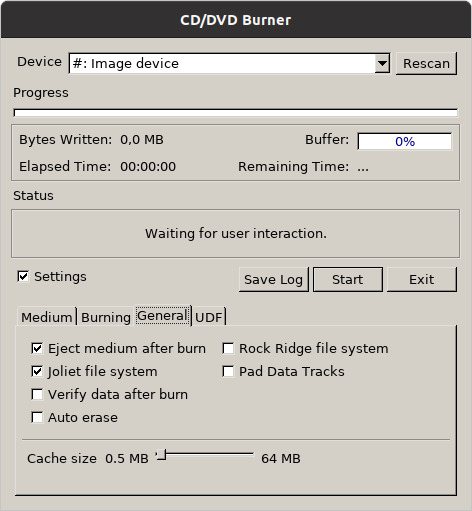 CD/DVD Burner
Device #: Image device Rescan
Progress
Bytes Written: 0,0 MB Buffer: 0%
Elapsed Time: 00:00:00 Remaining Time: ...
Status
Waiting for user interaction.
Settings Save Log Start Exit
Medium Burning General UDF
Eject medium after burn Rock Ridge file system
Joliet file system Pad Data Tracks
Verify data after burn
Auto erase
Cache size 0.5 MB 64 MB